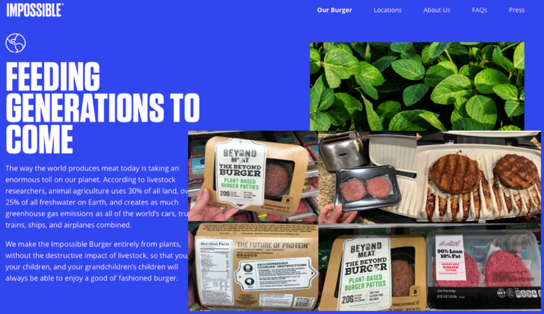 IMPOSSIBLE
Our Burger Locations About Us FAQs Press
FEEDING
GENERATIONS TO
COME
The way the world produces meat today is taking an
enormous toll on our planet. According to livestock
researchers, animal agriculture uses 30% of all land, ov
25% of all freshwater on Earth, and creates as much
greenhouse gas emissions as all of the world's cars, tru
trains, ships, and airplanes combined.
We make the Impossible Burger entirely from plants,
without the destructive impact of livestock, so that you,
your children, and your grandchildren's children will
always be able to enjoy a good ol' fashioned burger.
BEYOND
MEAT
THE BEYOND
BURGER
PLANT-BASED
BURGER PATTIES
20G
Nutrition Facts
THE FUTURE OF PROTEIN
BEYOND
MEAT
THE BEYOND
BURGER
PLANT-BASED
BURGER PATTIES
20G
90% Lean
10% Fat